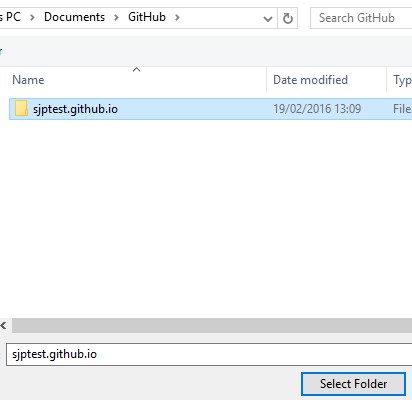 s PC > Documents > GitHub >
Search GitHub
r
Name Date modified Typ
sjptest.github.io 19/02/2016 13:09 File
sjptest.github.io
Select Folder